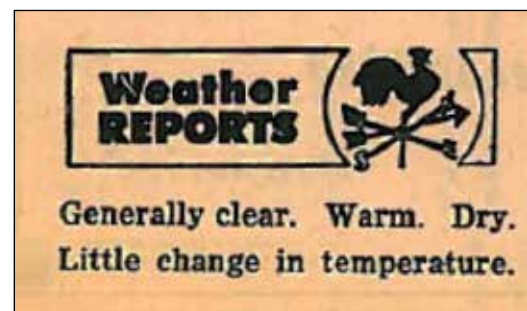 Weather
REPORTS
S
E
Generally clear. Warm. Dry.
Little change in temperature.